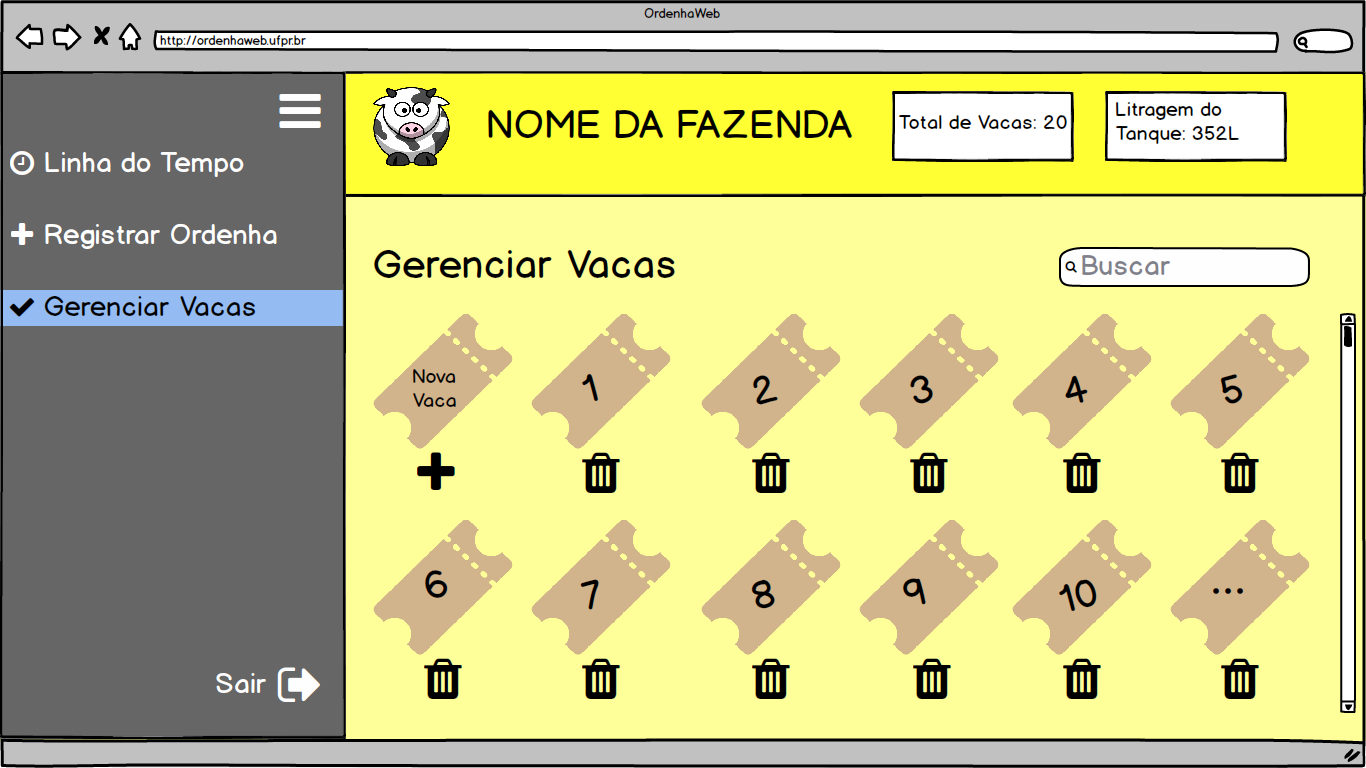 OrdenhaWeb
http://ordenhaweb.ufpr.br
NOME DA FAZENDA
Total de Vacas: 20
Litragem do
Tanque: 352L
Linha do Tempo
Registrar Ordenha
Gerenciar Vacas
Sair
Gerenciar Vacas
Buscar
Nova
Vaca
1
2
3
4
5
6
7
8
9
10
...